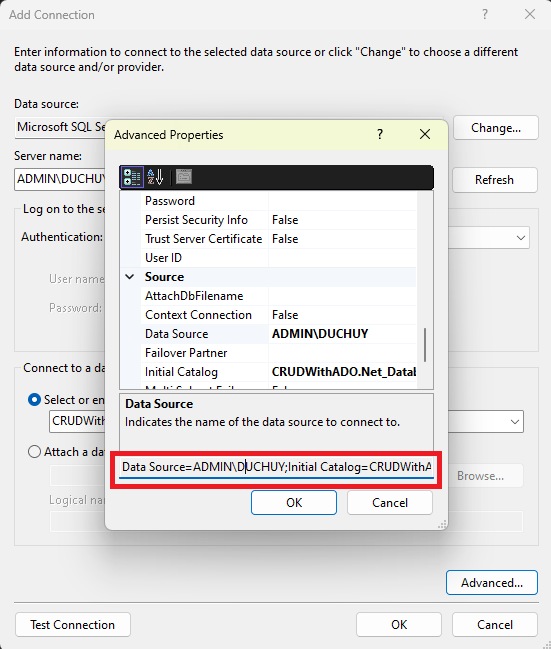 Add Connection
?
Enter information to connect to the selected data source or click "Change" to choose a different
data source and/or provider.
Data source:
Microsoft SQL Se
Change...
Server name:
ADMIN\DUCHUY
Refresh
Log on to the se
Authentication:
User name
Password:
Connect to a da
Select or en
CRUDWith
Attach a da
Browse...
Logical na
Advanced...
Test Connection
OK
Cancel
Advanced Properties
?
Password
Persist Security Info False
Trust Server Certificate False
User ID
Source
AttachDbFilename
Context Connection False
Data Source ADMIN\DUCHUY
Failover Partner
Initial Catalog CRUDWithADO.Net_Datab
Data Source
Indicates the name of the data source to connect to.
Data Source=ADMIN\DUCHUY;Initial Catalog=CRUDWithA
OK
Cancel